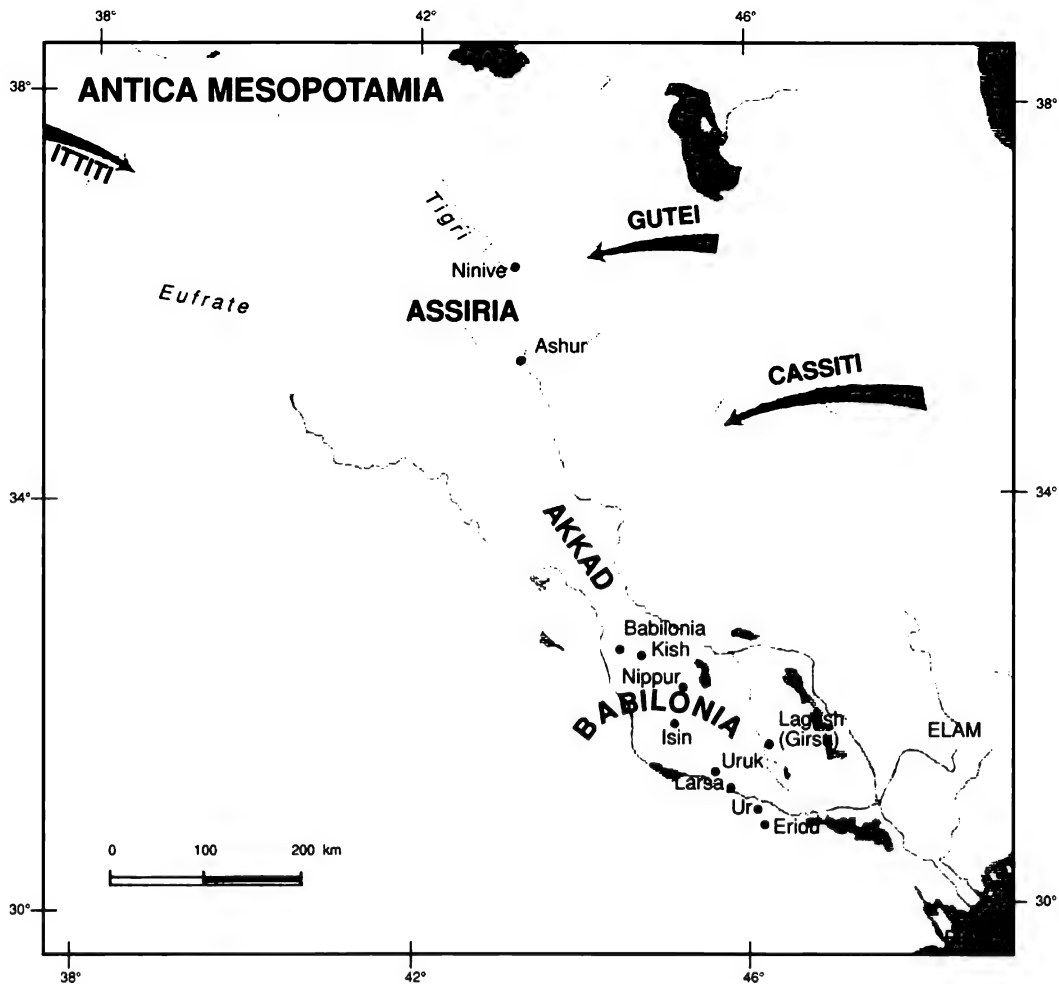 38° 42° 46°
38° 38°
ANTICA MESOPOTAMIA
ITTITI
Tigri
GUTEI
Ninive
Eufrate
ASSIRIA
Ashur
CASSITI
34° 34°
AKKAD
Babilonia
Kish
Nippur
BABILONIA
Lagash
(Girsu)
Isin
ELAM
Uruk
Larsa
Ur
Eridu
0 100 200 km
30° 30°
38° 42° 46°